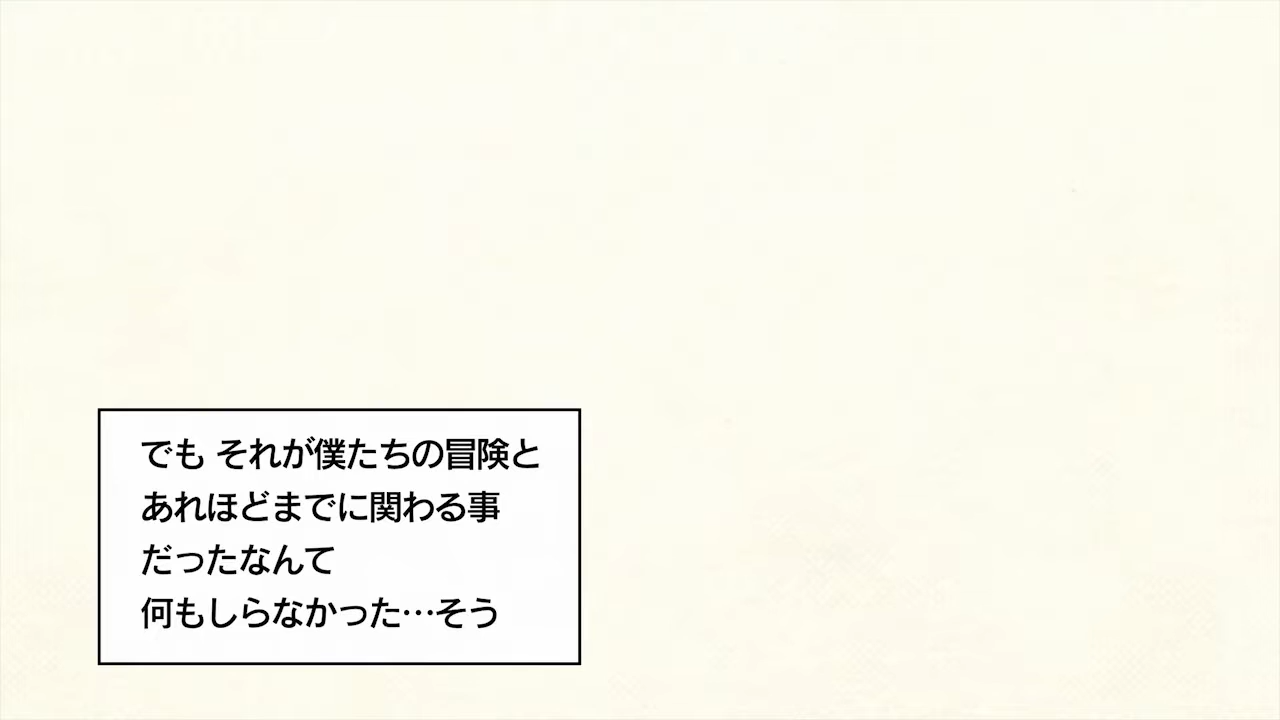 でも それが僕たちの冒険と
あれほどまでに関わる事
だったなんて
何もしらなかった…そう